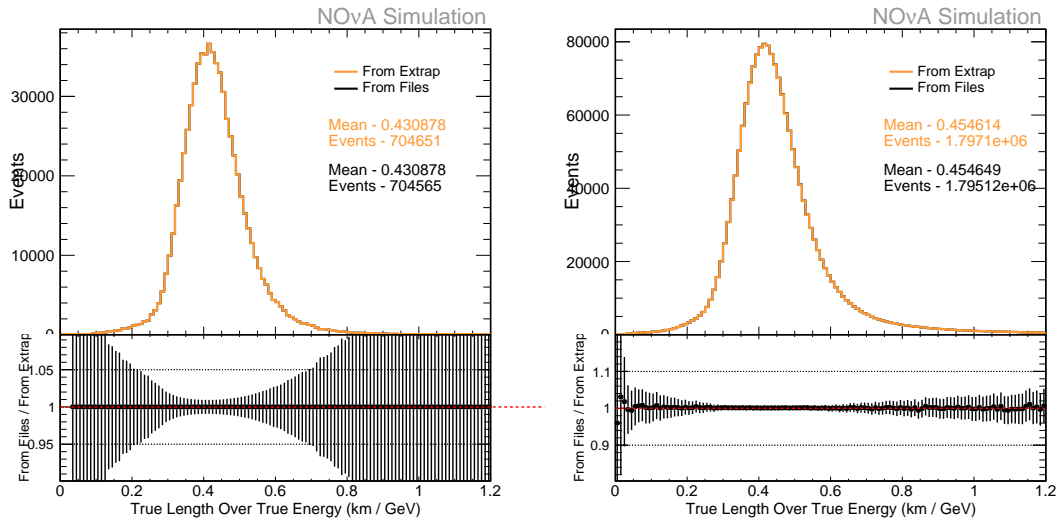 NOνA Simulation
Events
30000
20000
10000
0
From Extrap
From Files
Mean - 0.430878
Events - 704651
Mean - 0.430878
Events - 704565
From Files / From Extrap
1.05
1
0.95
0 0.2 0.4 0.6 0.8 1 1.2
True Length Over True Energy (km / GeV)
NOνA Simulation
Events
80000
60000
40000
20000
0
From Extrap
From Files
Mean - 0.454614
Events - 1.7971e+06
Mean - 0.454649
Events - 1.79512e+06
From Files / From Extrap
1.1
1
0.9
0 0.2 0.4 0.6 0.8 1 1.2
True Length Over True Energy (km / GeV)